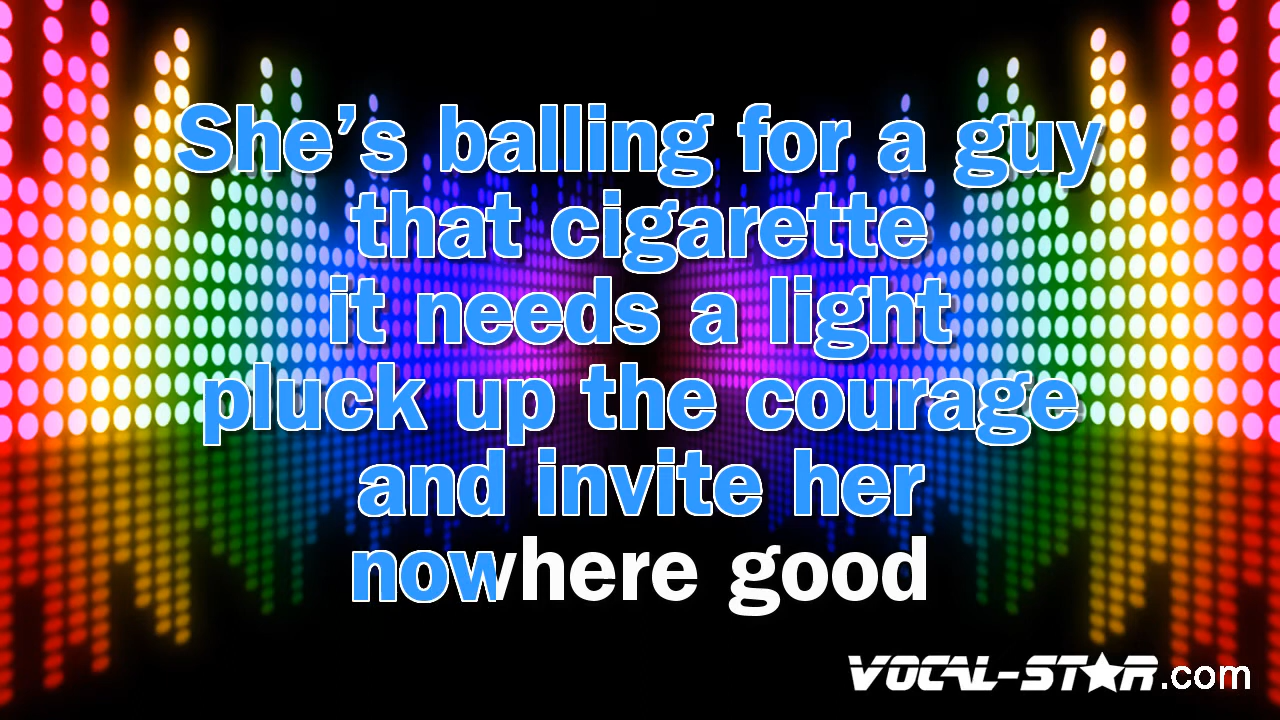 She's balling for a guy
that cigarette
it needs a light
pluck up the courage
and invite her
nowhere good
VOCAL-STAR.com